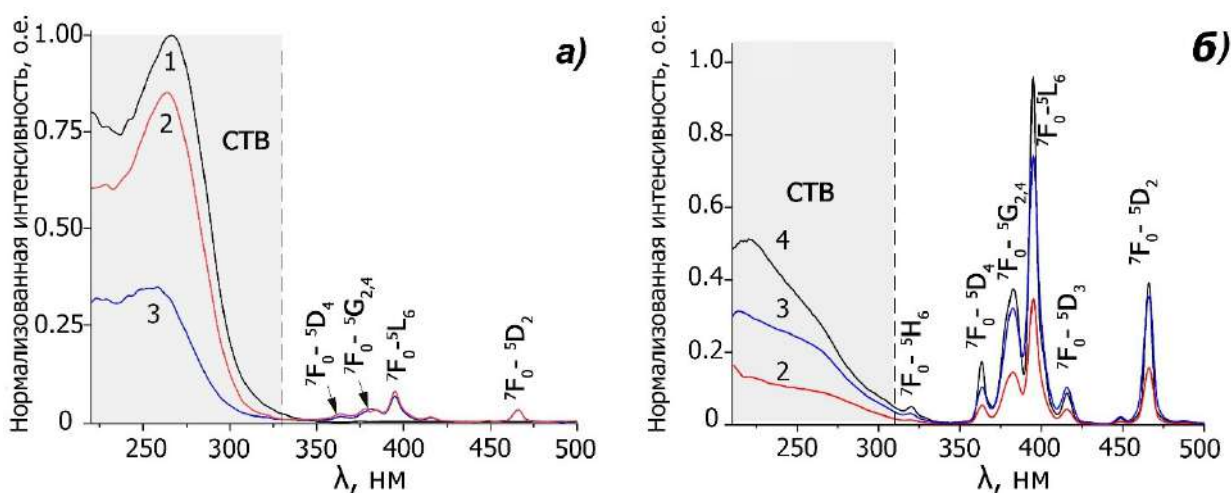 а)
Нормализованная интенсивность, о.е.
1.00
0.75
0.50
0.25
0
1
2
3
СТВ
⁷F₀- ⁵D₄
⁷F₀- ⁵G₂,₄
⁷F₀-⁵L₆
⁷F₀- ⁵D₂
250 300 350 400 450 500
λ, нм
б)
Нормализованная интенсивность, о.е.
1.0
0.8
0.6
0.4
0.2
0.0
СТВ
4
3
2
⁷F₀-⁵H₆
⁷F₀- ⁵D₄
⁷F₀- ⁵G₂,₄
⁷F₀-⁵L₆
⁷F₀-⁵D₃
⁷F₀- ⁵D₂
250 300 350 400 450 500
λ, нм